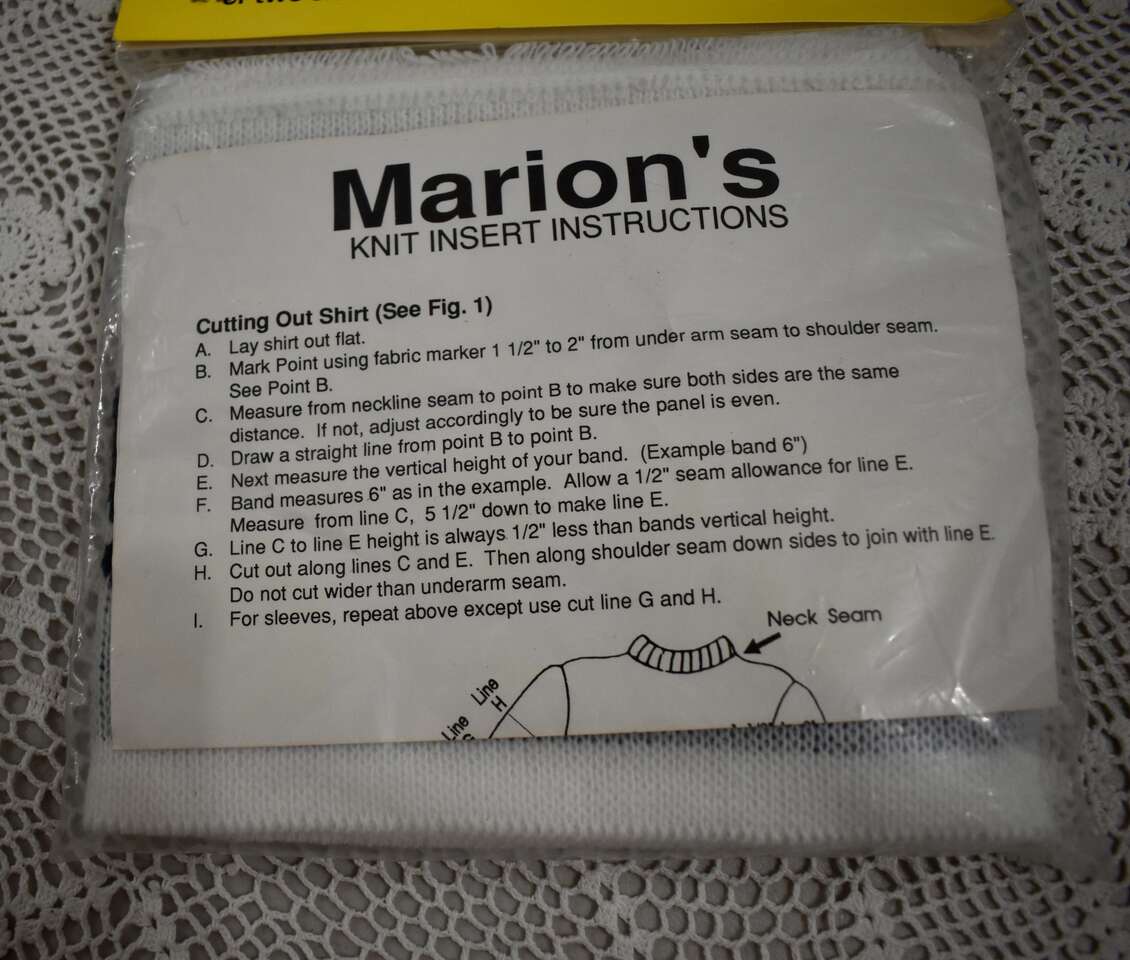 Marion's
KNIT INSERT INSTRUCTIONS
Cutting Out Shirt (See Fig. 1)
A. Lay shirt out flat.
B. Mark Point using fabric marker 1 1/2" to 2" from under arm seam to shoulder seam.
See Point B.
C. Measure from neckline seam to point B to make sure both sides are the same
distance. If not, adjust accordingly to be sure the panel is even.
D. Draw a straight line from point B to point B.
E. Next measure the vertical height of your band. (Example band 6")
F. Band measures 6" as in the example. Allow a 1/2" seam allowance for line E.
Measure from line C, 5 1/2" down to make line E.
G. Line C to line E height is always 1/2" less than bands vertical height.
H. Cut out along lines C and E. Then along shoulder seam down sides to join with line E.
Do not cut wider than underarm seam.
I. For sleeves, repeat above except use cut line G and H.
Neck Seam
Line
H
Line